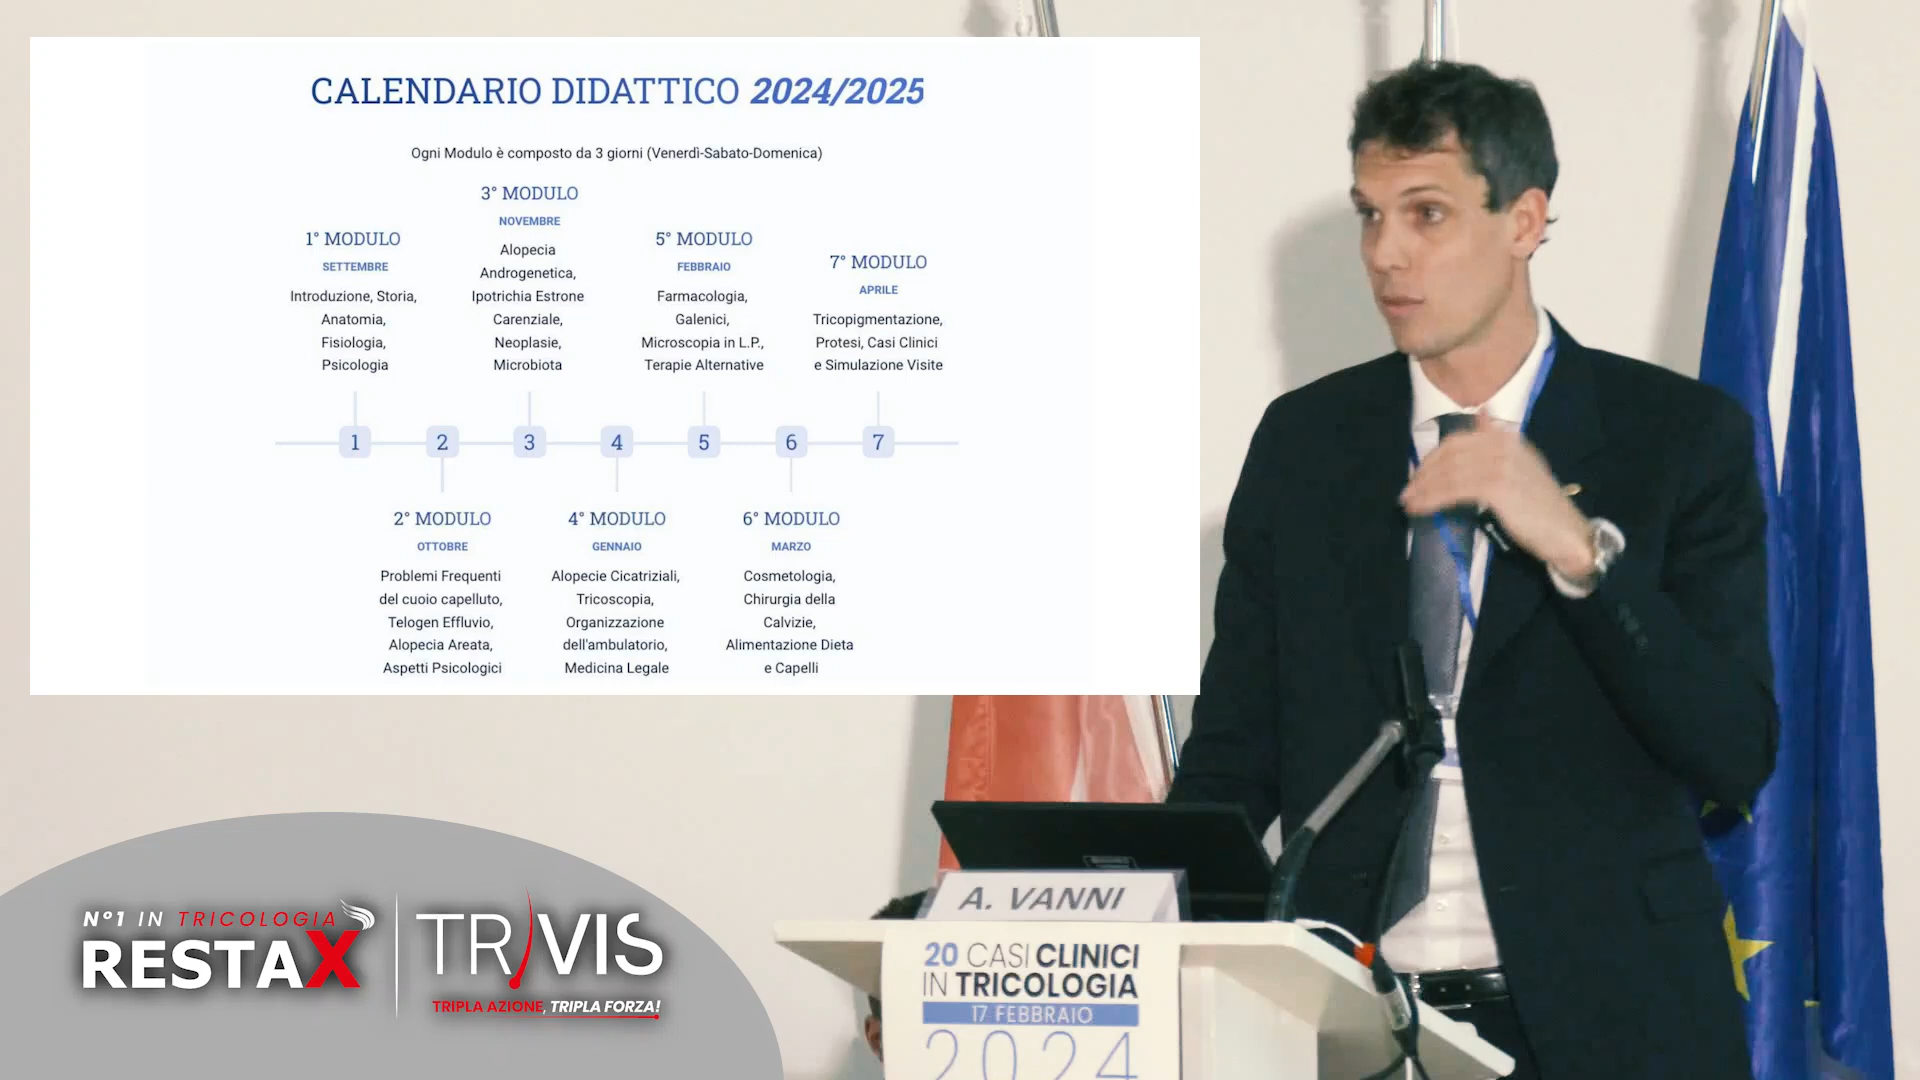 CALENDARIO DIDATTICO 2024/2025
Ogni Modulo è composto da 3 giorni (Venerdì-Sabato-Domenica)
1° MODULO
SETTEMBRE
Introduzione, Storia,
Anatomia,
Fisiologia,
Psicologia
3° MODULO
NOVEMBRE
Alopecia
Androgenetica,
Ipotrichia Estrone
Carenziale,
Neoplasie,
Microbiota
5° MODULO
FEBBRAIO
Farmacologia,
Galenici,
Microscopia in L.P.,
Terapie Alternative
7° MODULO
APRILE
Tricopigmentazione,
Protesi, Casi Clinici
e Simulazione Visite
1 2 3 4 5 6 7
2° MODULO
OTTOBRE
Problemi Frequenti
del cuoio capelluto,
Telogen Effluvio,
Alopecia Areata,
Aspetti Psicologici
4° MODULO
GENNAIO
Alopecie Cicatriziali,
Tricoscopia,
Organizzazione
dell'ambulatorio,
Medicina Legale
6° MODULO
MARZO
Cosmetologia,
Chirurgia della
Calvizie,
Alimentazione Dieta
e Capelli
N°1 IN TRICOLOGIA
RESTAX
TRIVIS
TRIPLA AZIONE, TRIPLA FORZA!
A. VANNI
20 CASI CLINICI
IN TRICOLOGIA
17 FEBBRAIO
2024